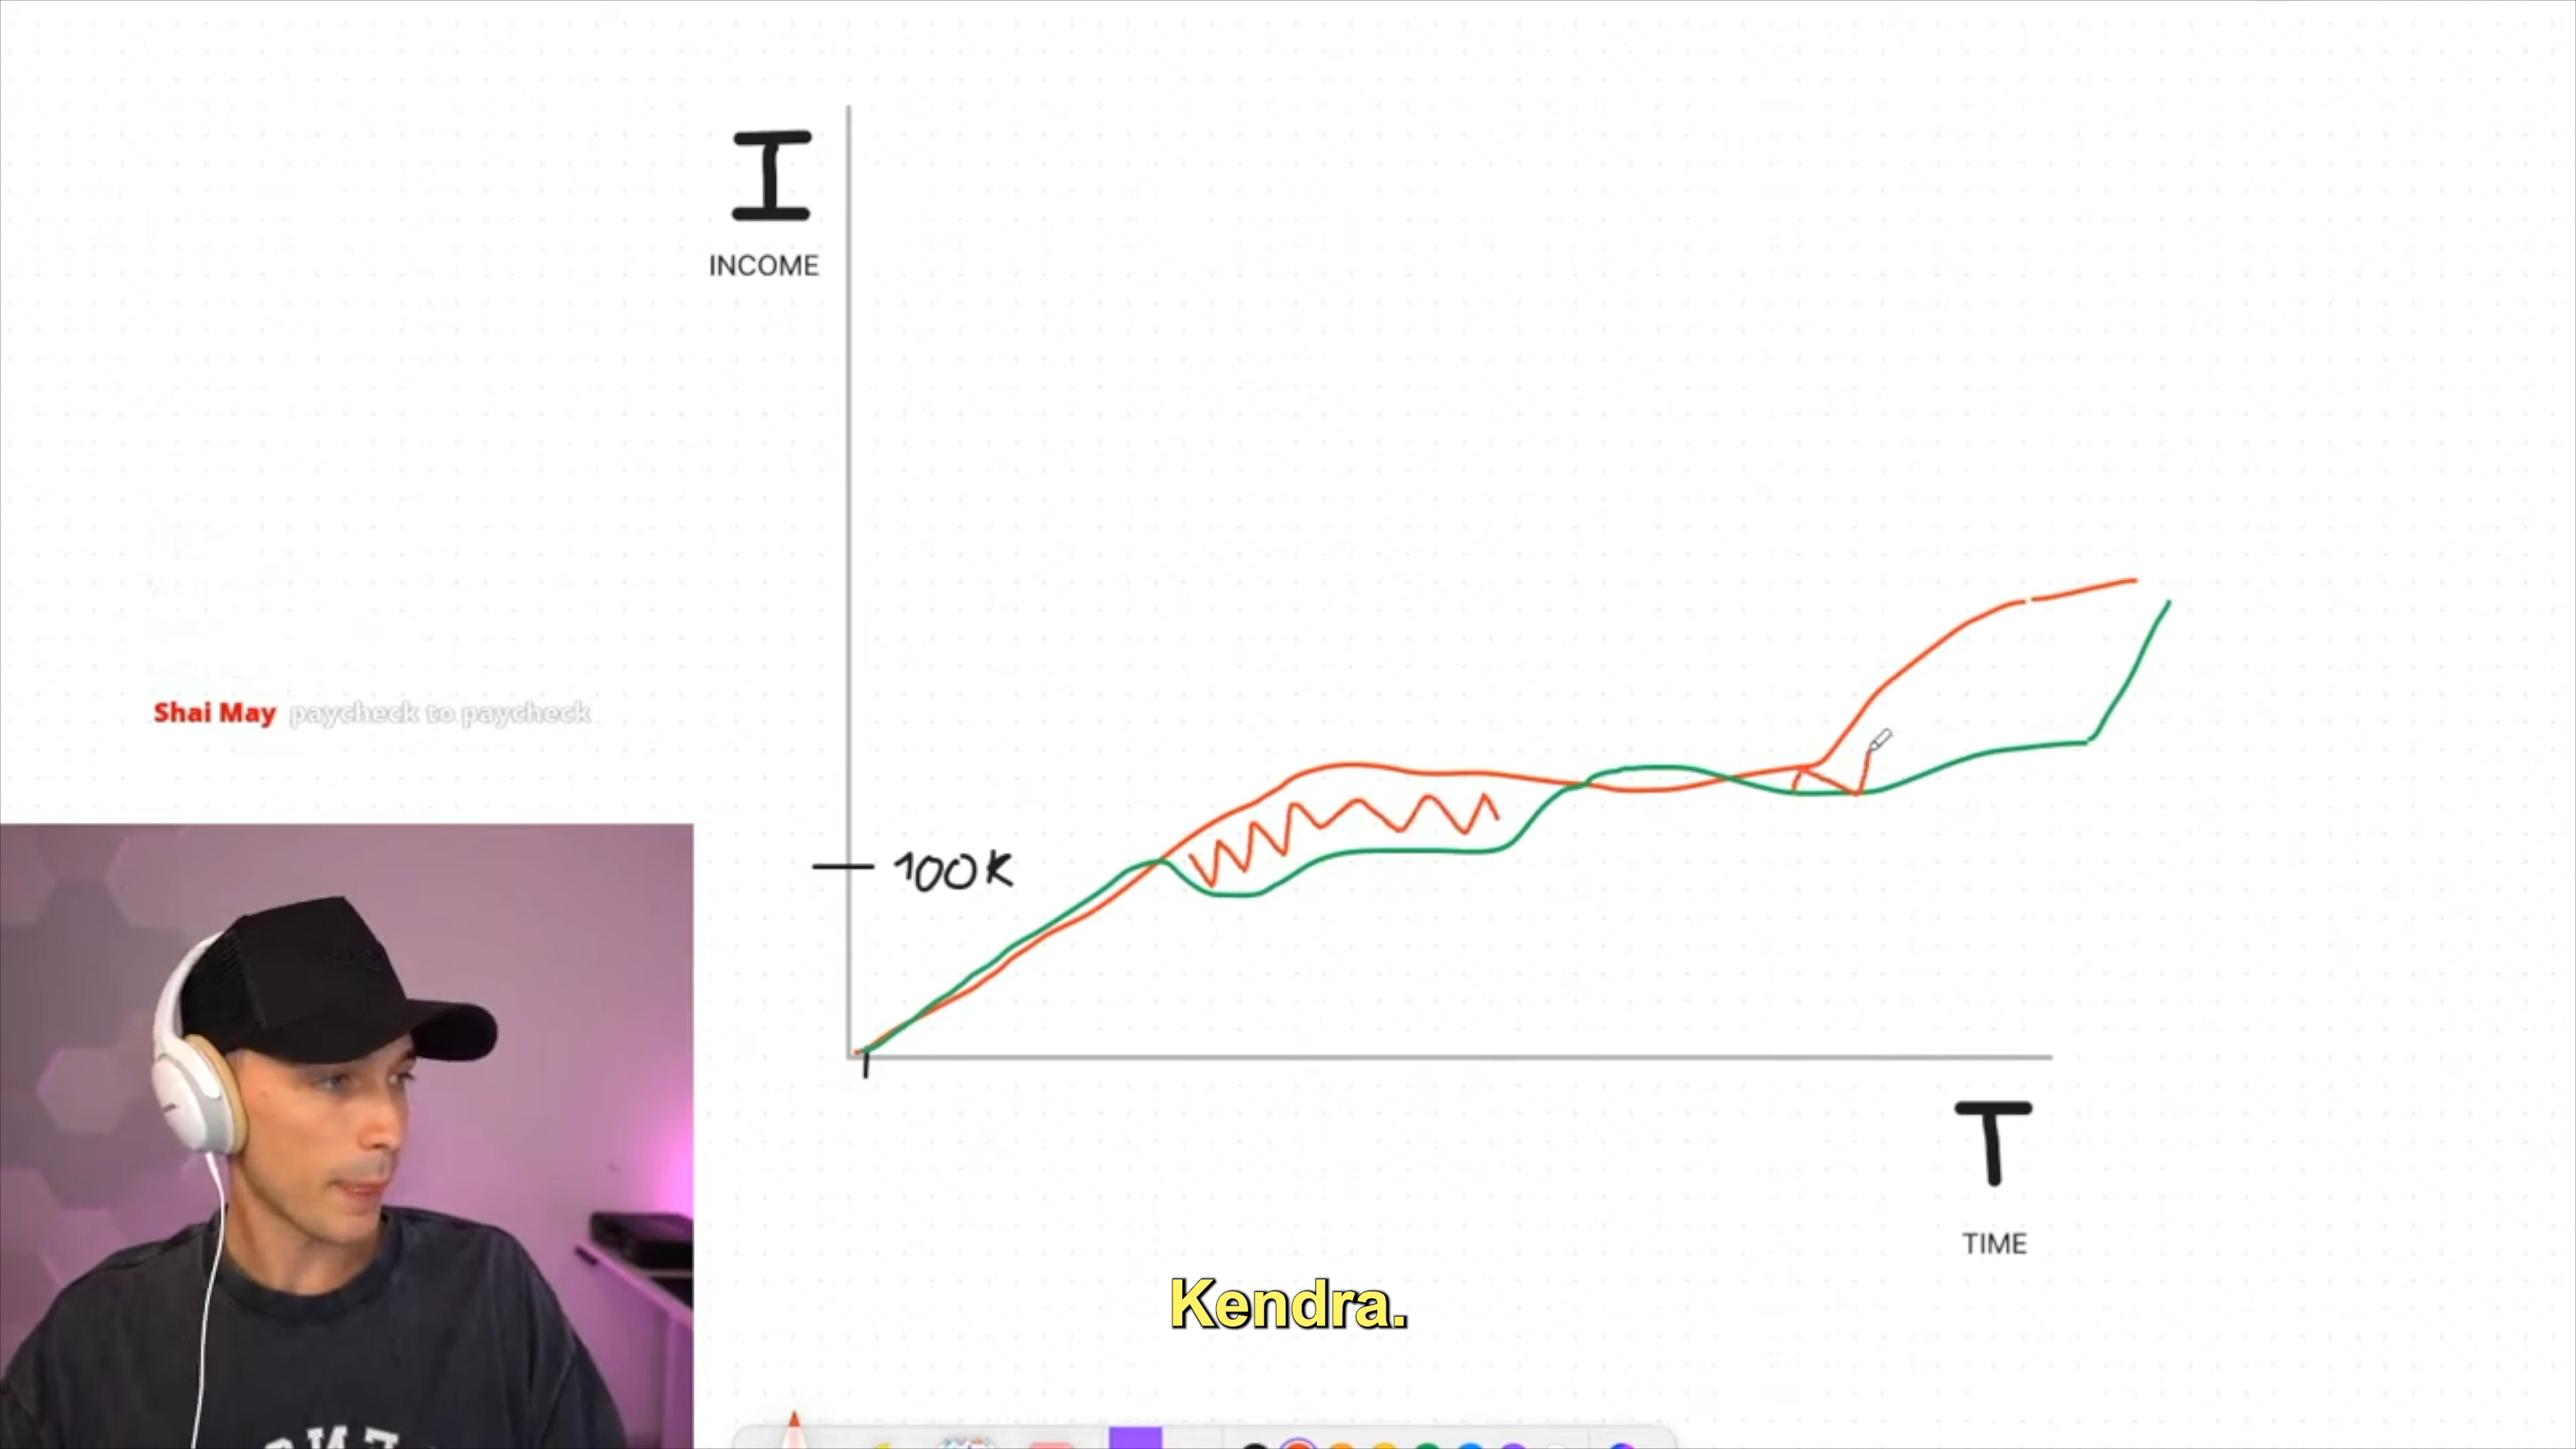 I
INCOME
Shai May paycheck to paycheck
100K
T
TIME
Kendra.